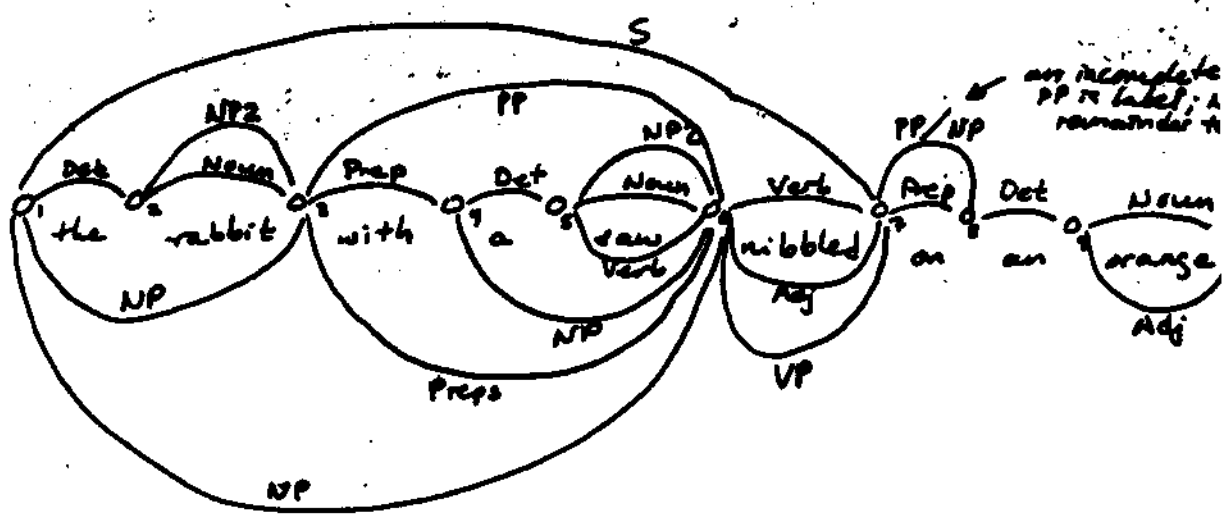 S
an incomplete
PP label;
remainder
PP
PP/NP
NP2
NP2
Det
Noun
Prep
Det
Noun
Verb
Prep
Det
Noun
1
2
3
4
5
6
7
8
9
the
rabbit
with
a
saw
nibbled
on
an
orange
Verb
Adj
Adj
NP
NP
VP
Preps
NP